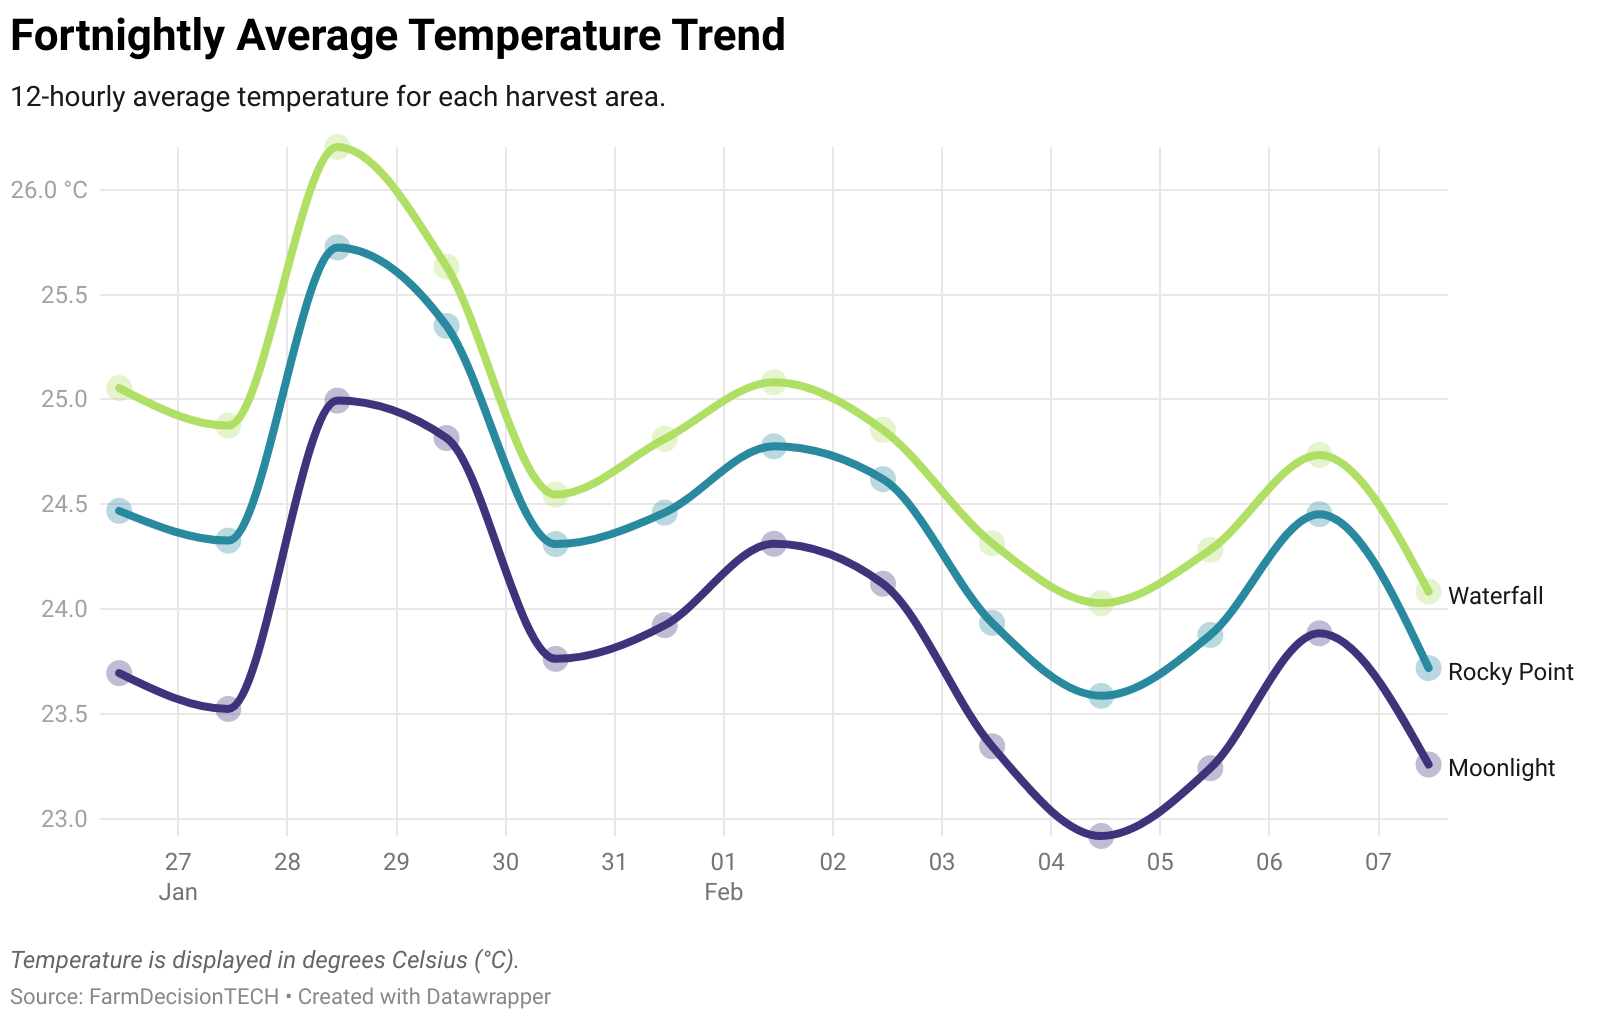 Fortnightly Average Temperature Trend
12-hourly average temperature for each harvest area.
26.0 °C
25.5
25.0
24.5
24.0
23.5
23.0
Waterfall
Rocky Point
Moonlight
27 28 29 30 31 01 02 03 04 05 06 07
Jan Feb
Temperature is displayed in degrees Celsius (°C).
Source: FarmDecisionTECH • Created with Datawrapper